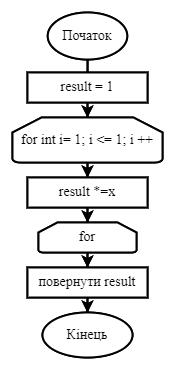 Початок
result = 1
for int i= 1; i <= 1; i ++
result *=x
for
повернути result
Кінець